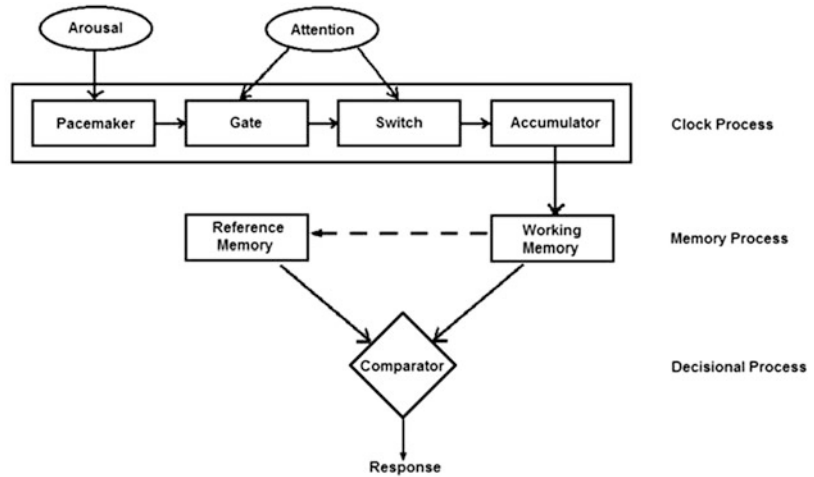 Arousal
Attention
Pacemaker
Gate
Switch
Accumulator
Clock Process
Reference
Memory
Working
Memory
Memory Process
Comparator
Decisional Process
Response